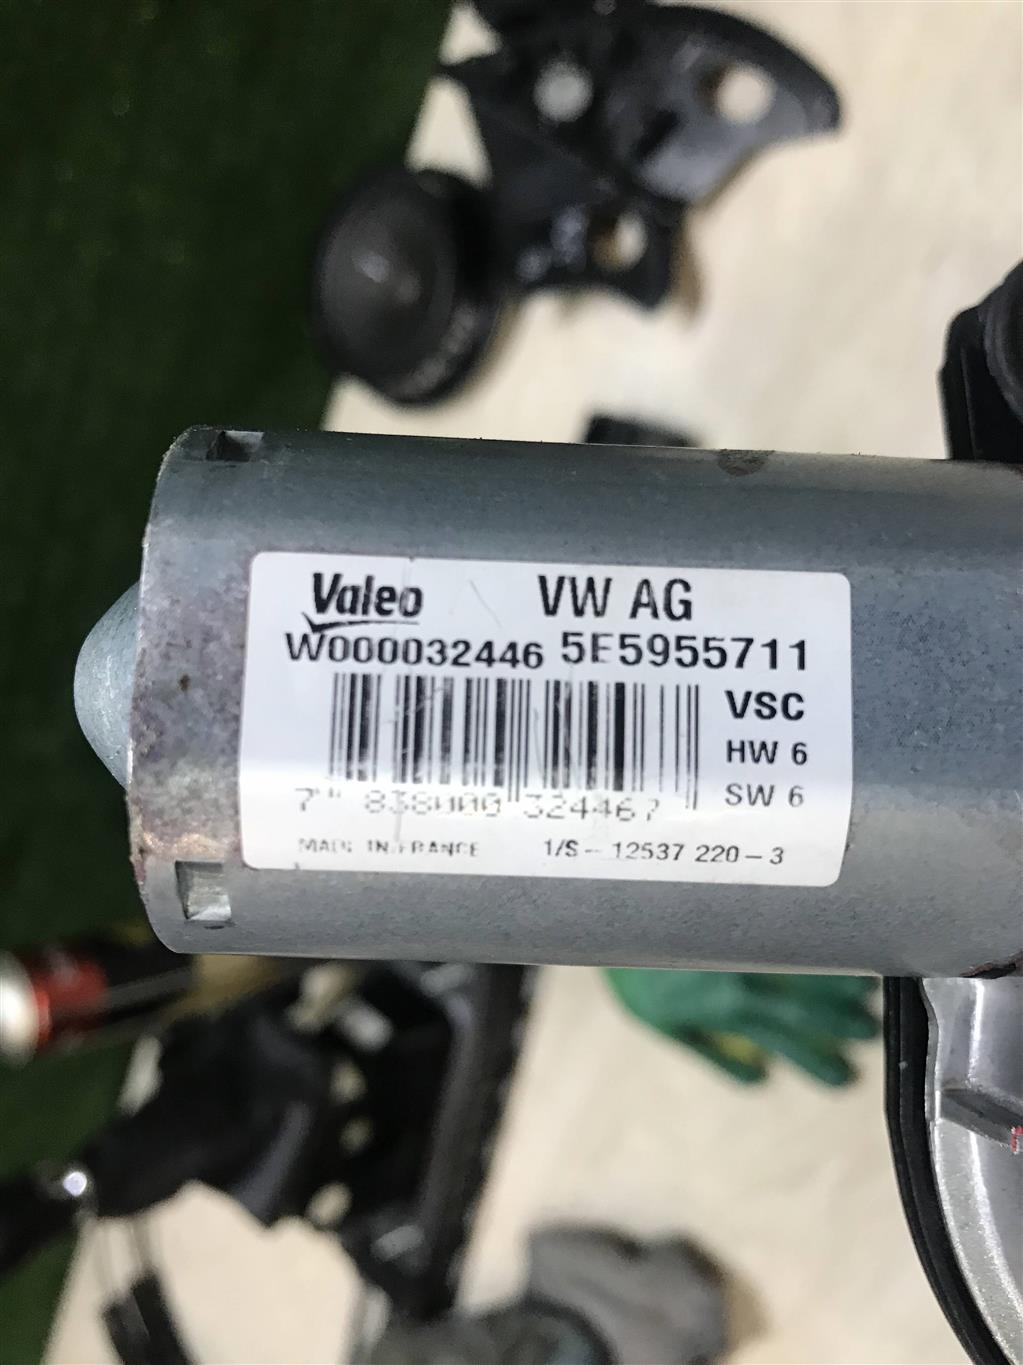 Valeo VW AG
W000032446 5E5955711
VSC
HW 6
SW 6
7 838000 324467
MADE IN FRANCE 1/S - 12537 220-3